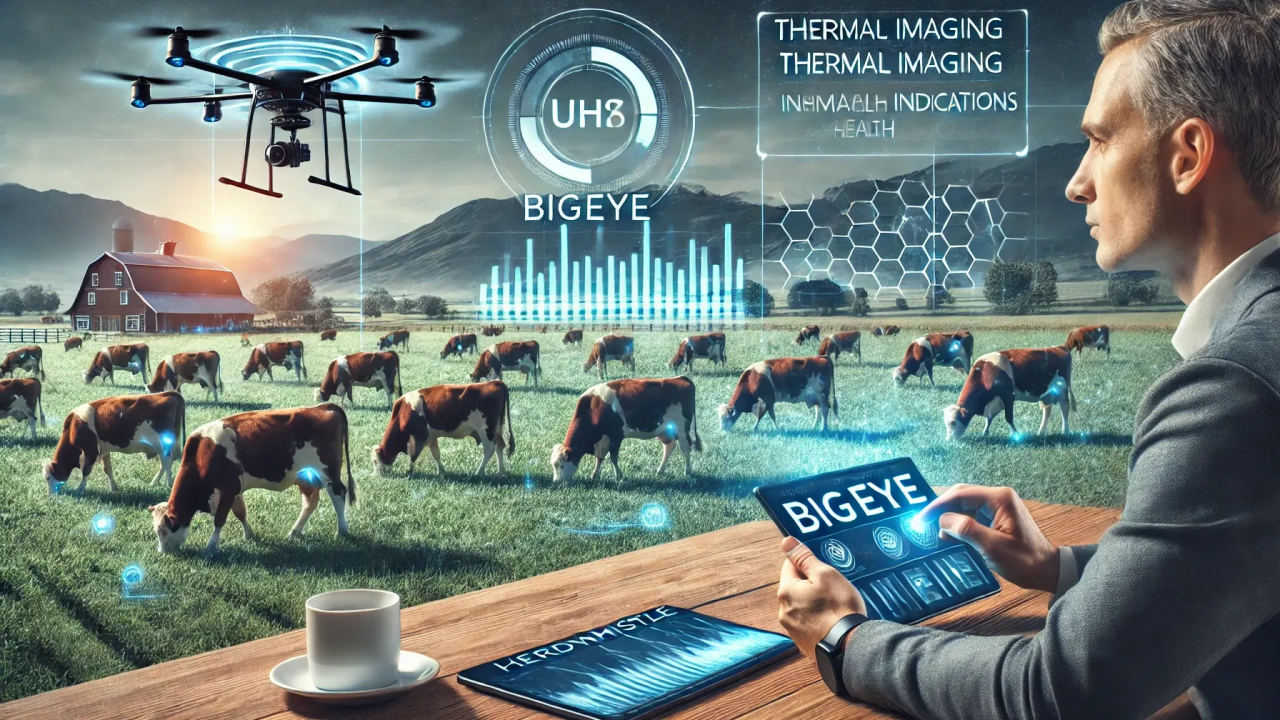 UH8
BIGEYE
THERMAL IMAGING
THERMAL IMAGING
INDICATIONS
HEALTH
BIGEYE
HERDWHISTLE